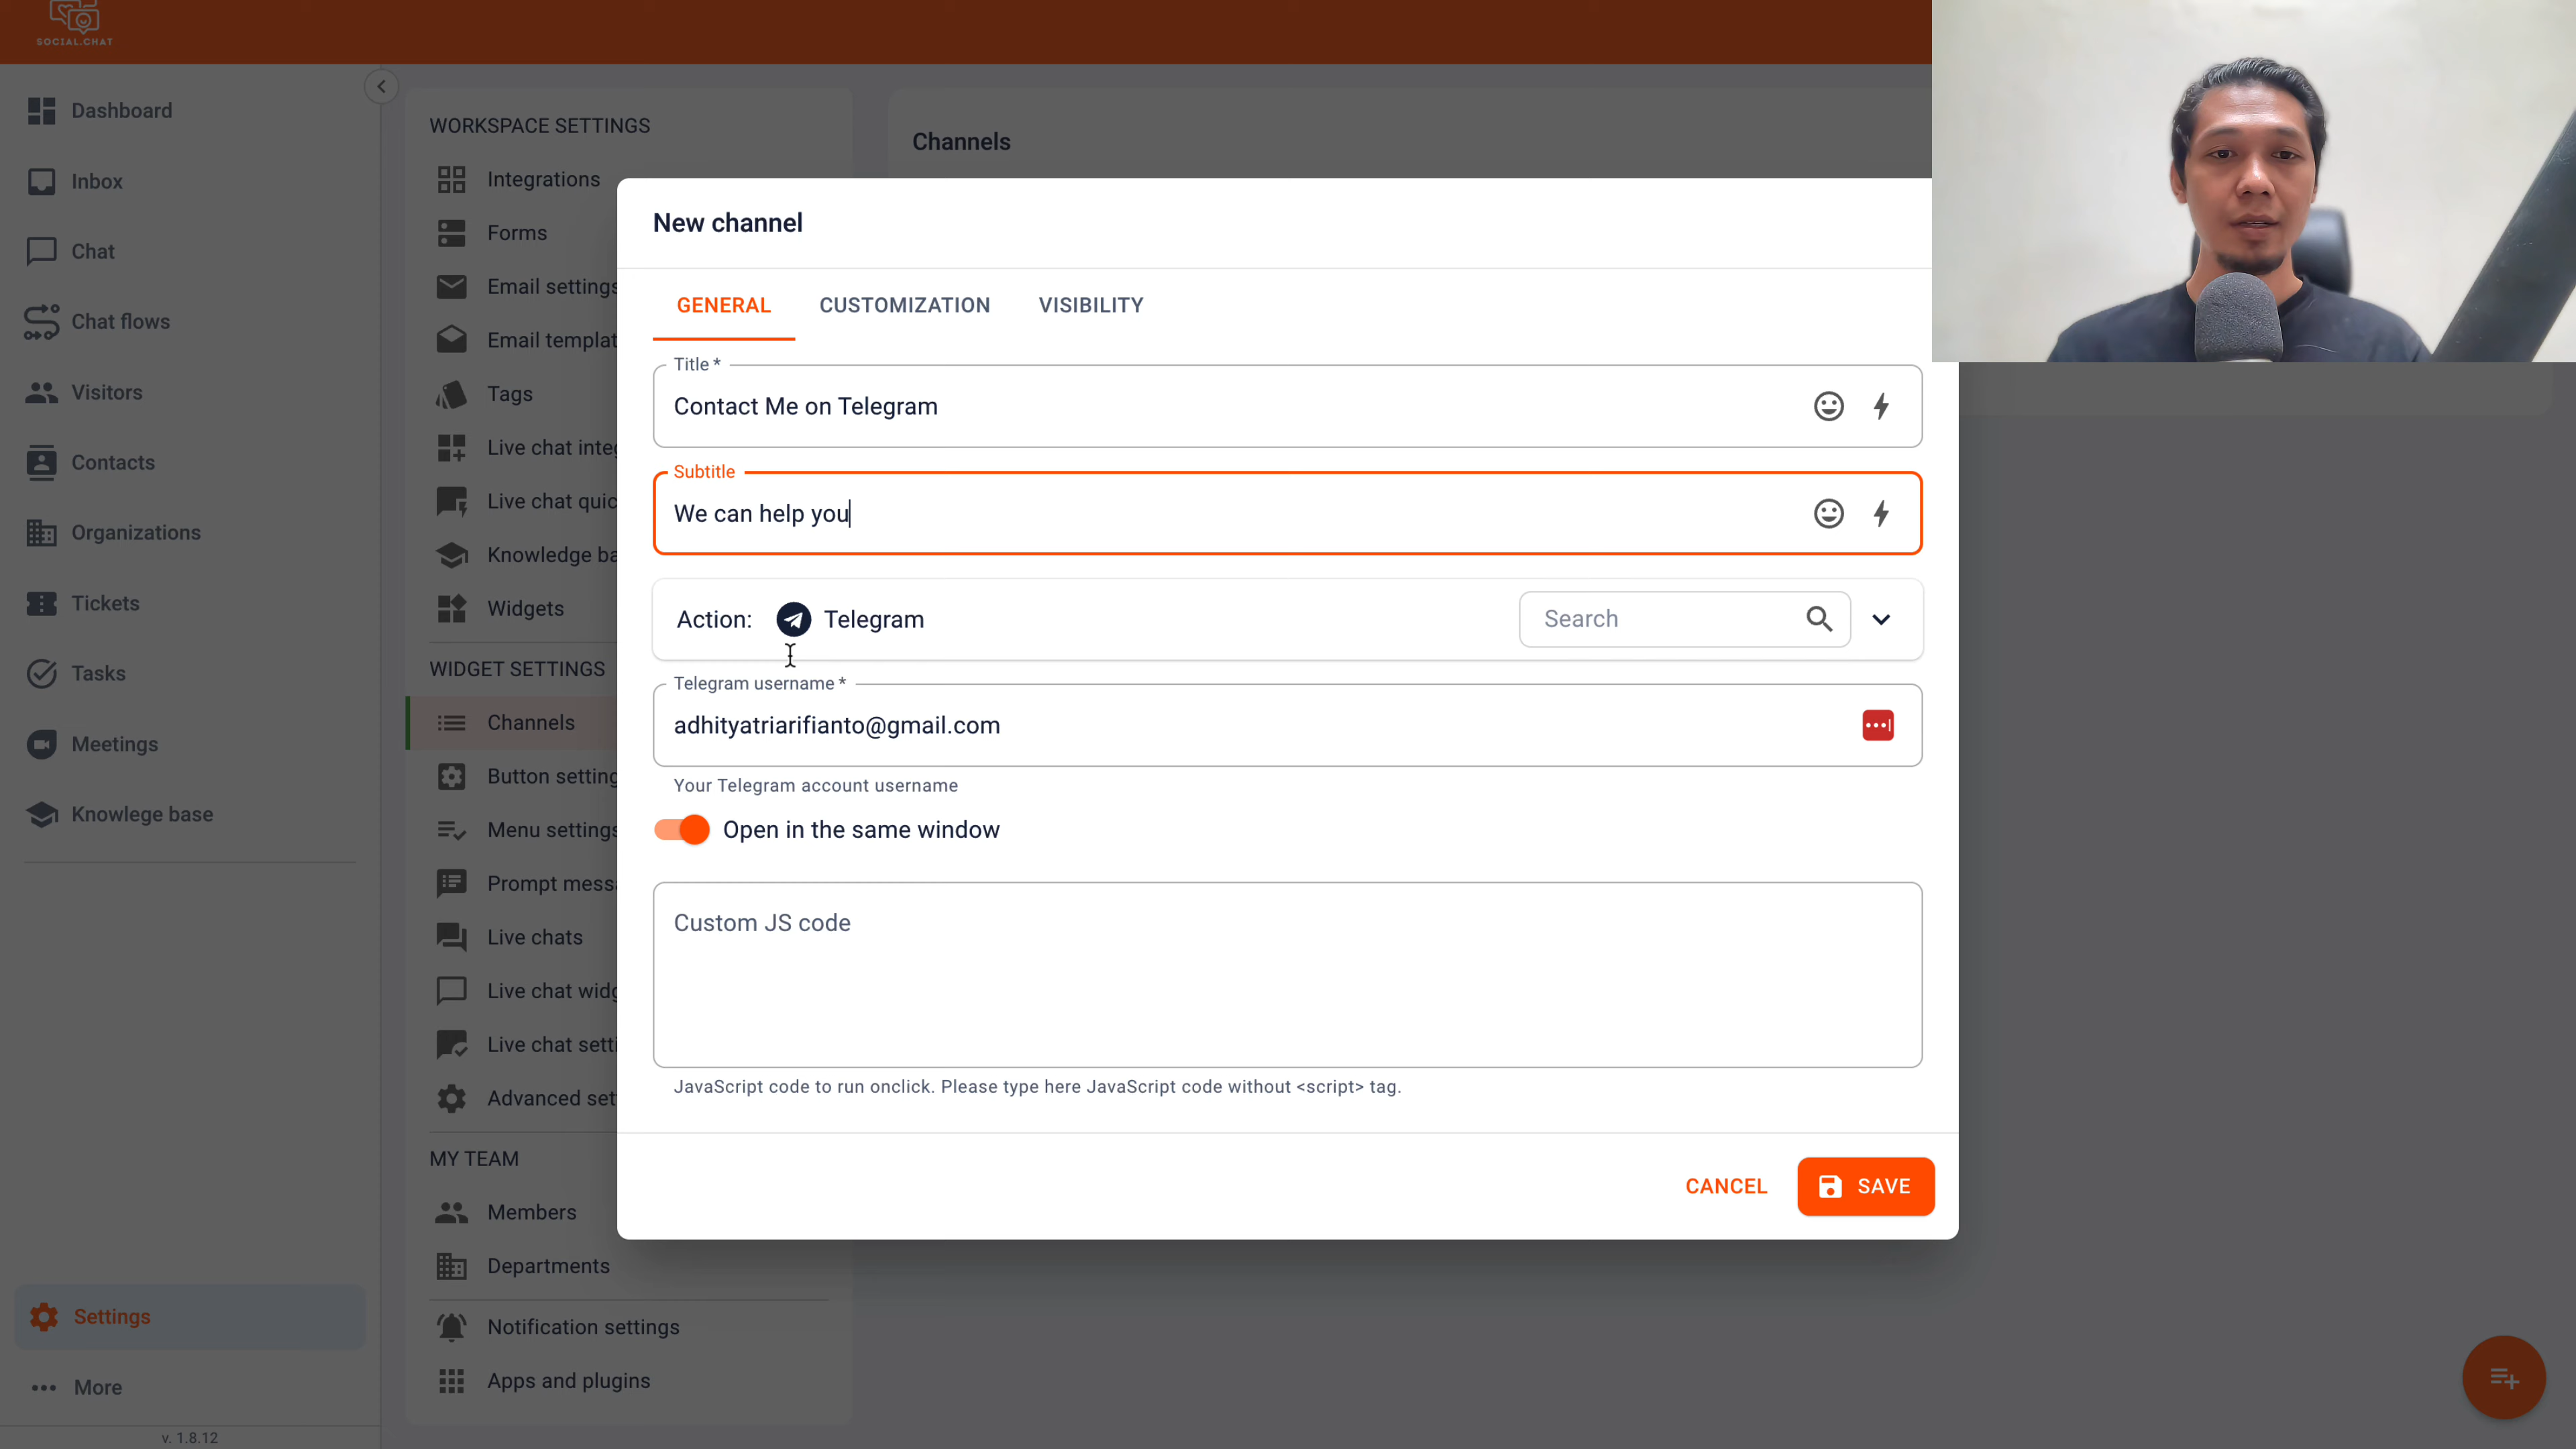 SOCIAL.CHAT
Dashboard
Inbox
Chat
Chat flows
Visitors
Contacts
Organizations
Tickets
Tasks
Meetings
Knowlege base
Settings
More
v. 1.8.12
WORKSPACE SETTINGS
Integrations
Forms
Email settings
Email templat
Tags
Live chat inte
Live chat quic
Knowledge ba
Widgets
WIDGET SETTINGS
Channels
Button setting
Menu settings
Prompt mess
Live chats
Live chat widg
Live chat setti
Advanced set
MY TEAM
Members
Departments
Notification settings
Apps and plugins
Channels
New channel
GENERAL CUSTOMIZATION VISIBILITY
Title *
Contact Me on Telegram
Subtitle
We can help you
Action: Telegram Search
Telegram username *
adhityatriarifianto@gmail.com
Your Telegram account username
Open in the same window
Custom JS code
JavaScript code to run onclick. Please type here JavaScript code without <script> tag.
CANCEL SAVE